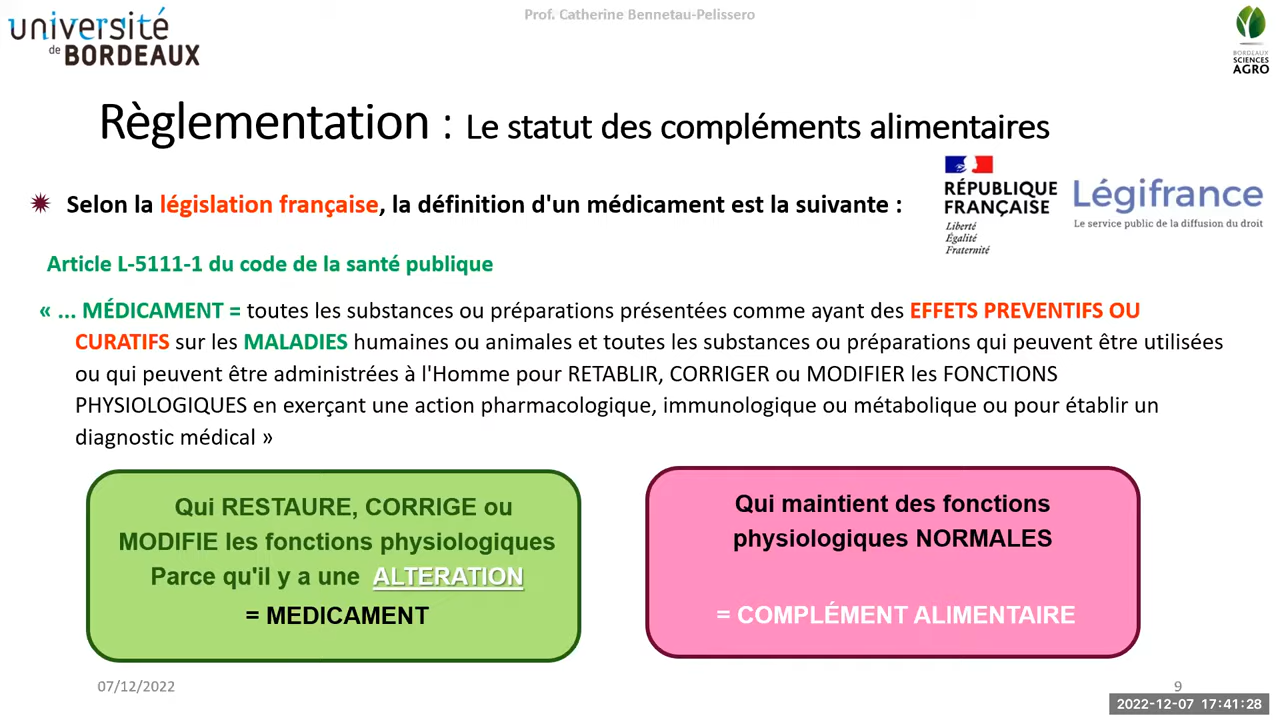 Prof. Catherine Bennetau-Pelissero
université
de BORDEAUX
BORDEAUX
SCIENCES
AGRO
Règlementation : Le statut des compléments alimentaires
Selon la législation française, la définition d'un médicament est la suivante :
RÉPUBLIQUE
FRANÇAISE
Liberté
Égalité
Fraternité
Légifrance
Le service public de la diffusion du droit
Article L-5111-1 du code de la santé publique
« ... MÉDICAMENT = toutes les substances ou préparations présentées comme ayant des EFFETS PREVENTIFS OU
CURATIFS sur les MALADIES humaines ou animales et toutes les substances ou préparations qui peuvent être utilisées
ou qui peuvent être administrées à l'Homme pour RETABLIR, CORRIGER ou MODIFIER les FONCTIONS
PHYSIOLOGIQUES en exerçant une action pharmacologique, immunologique ou métabolique ou pour établir un
diagnostic médical »
Qui RESTAURE, CORRIGE ou
MODIFIE les fonctions physiologiques
Parce qu'il y a une ALTERATION
= MEDICAMENT
Qui maintient des fonctions
physiologiques NORMALES
= COMPLÉMENT ALIMENTAIRE
07/12/2022
9
2022-12-07 17:41:28